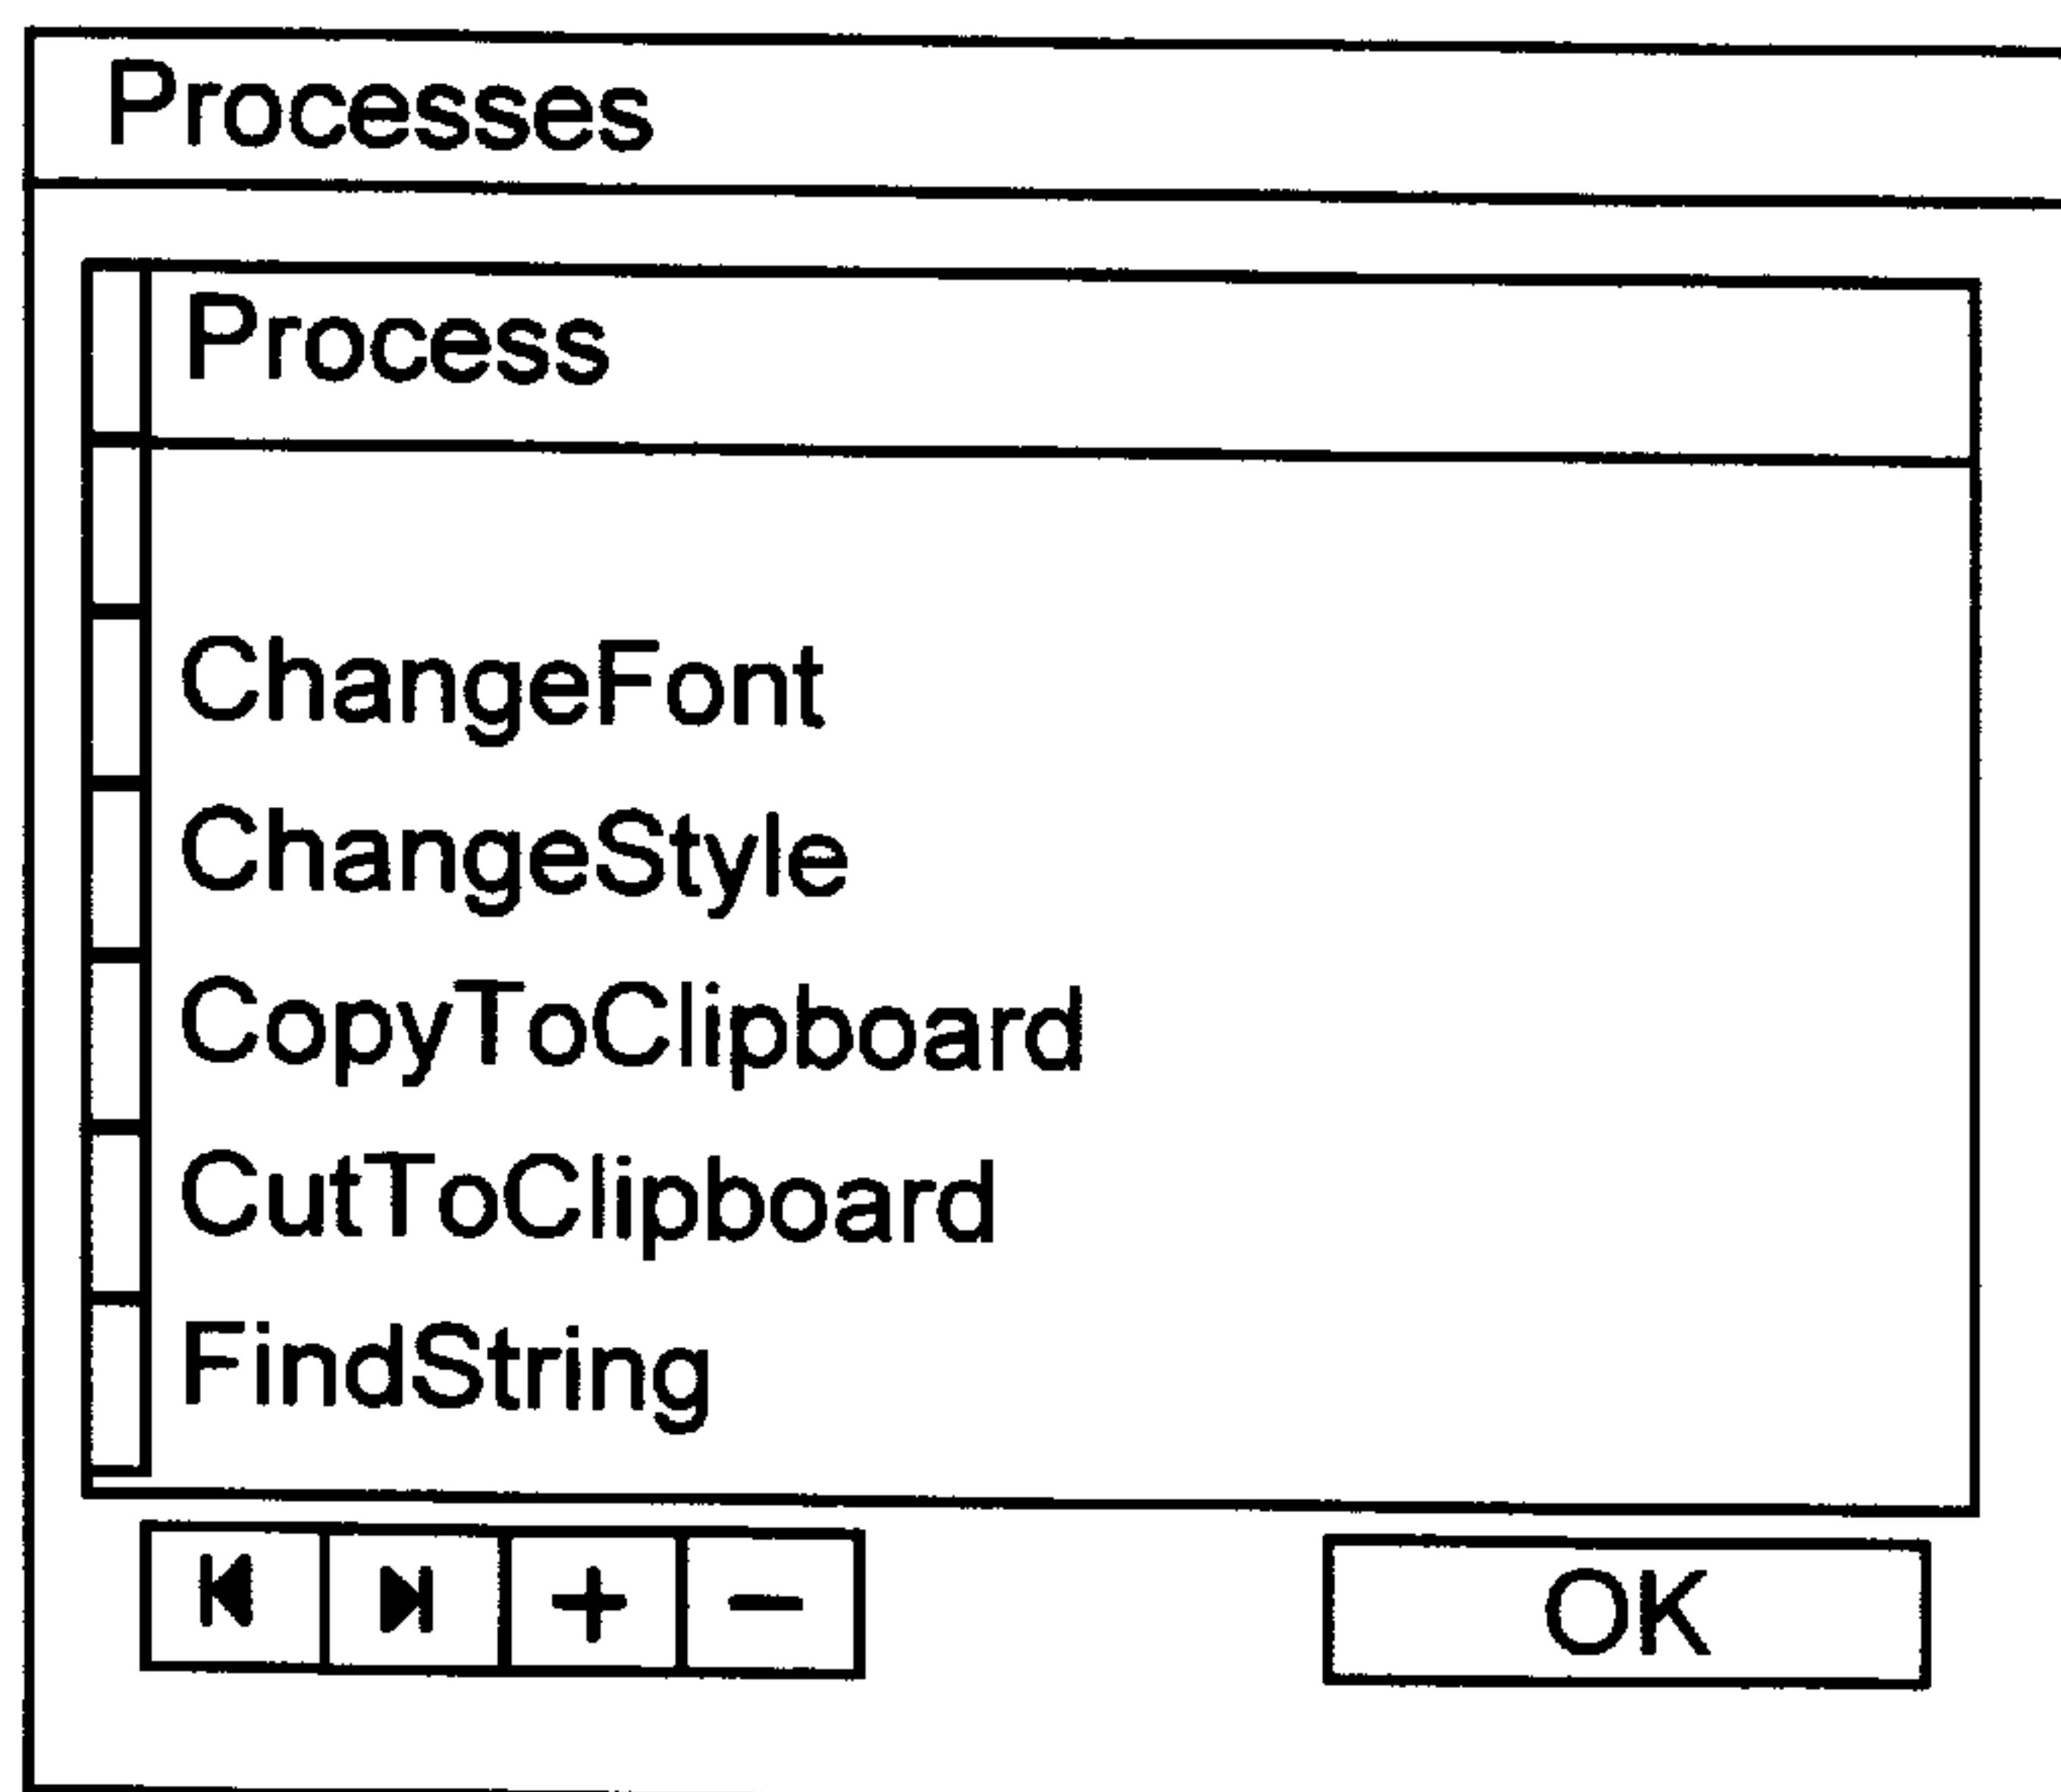 Processes
Process
ChangeFont
ChangeStyle
CopyToClipboard
CutToClipboard
FindString
+ −
OK